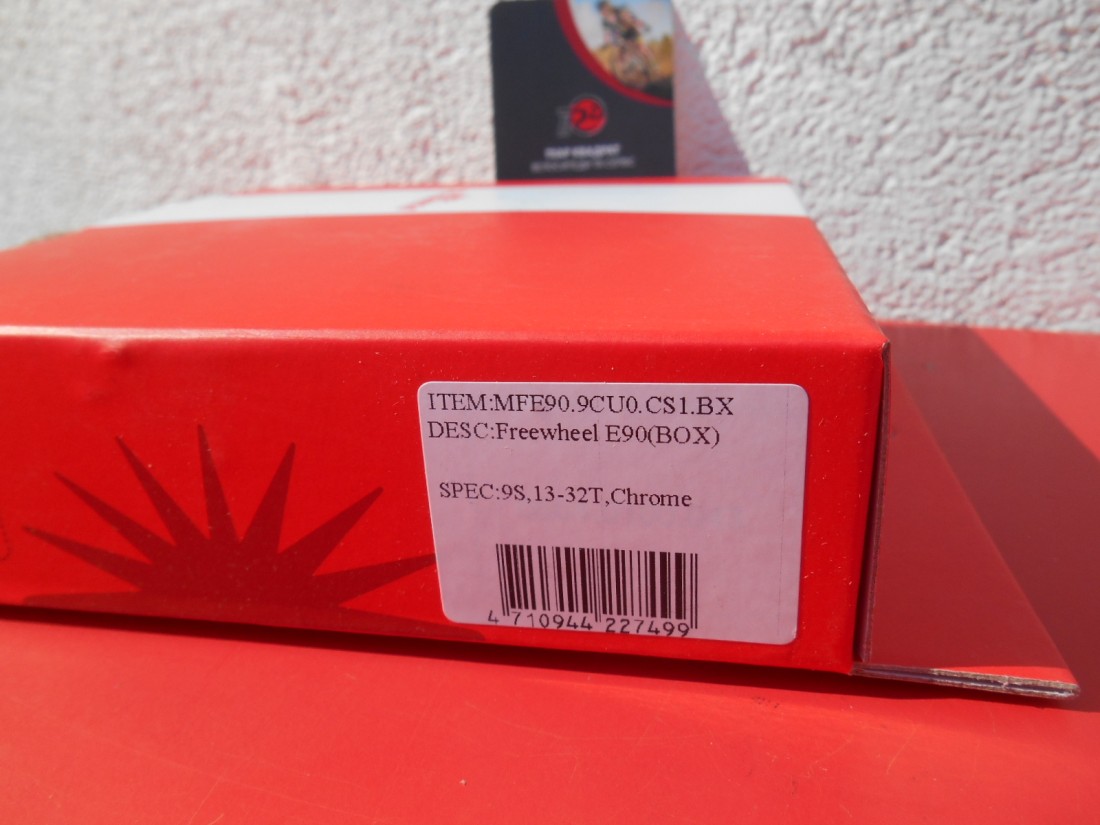 ITEM:MFE90.9CU0.CS1.BX
DESC:Freewheel E90(BOX)
SPEC:9S,13-32T,Chrome
4 710944 227499